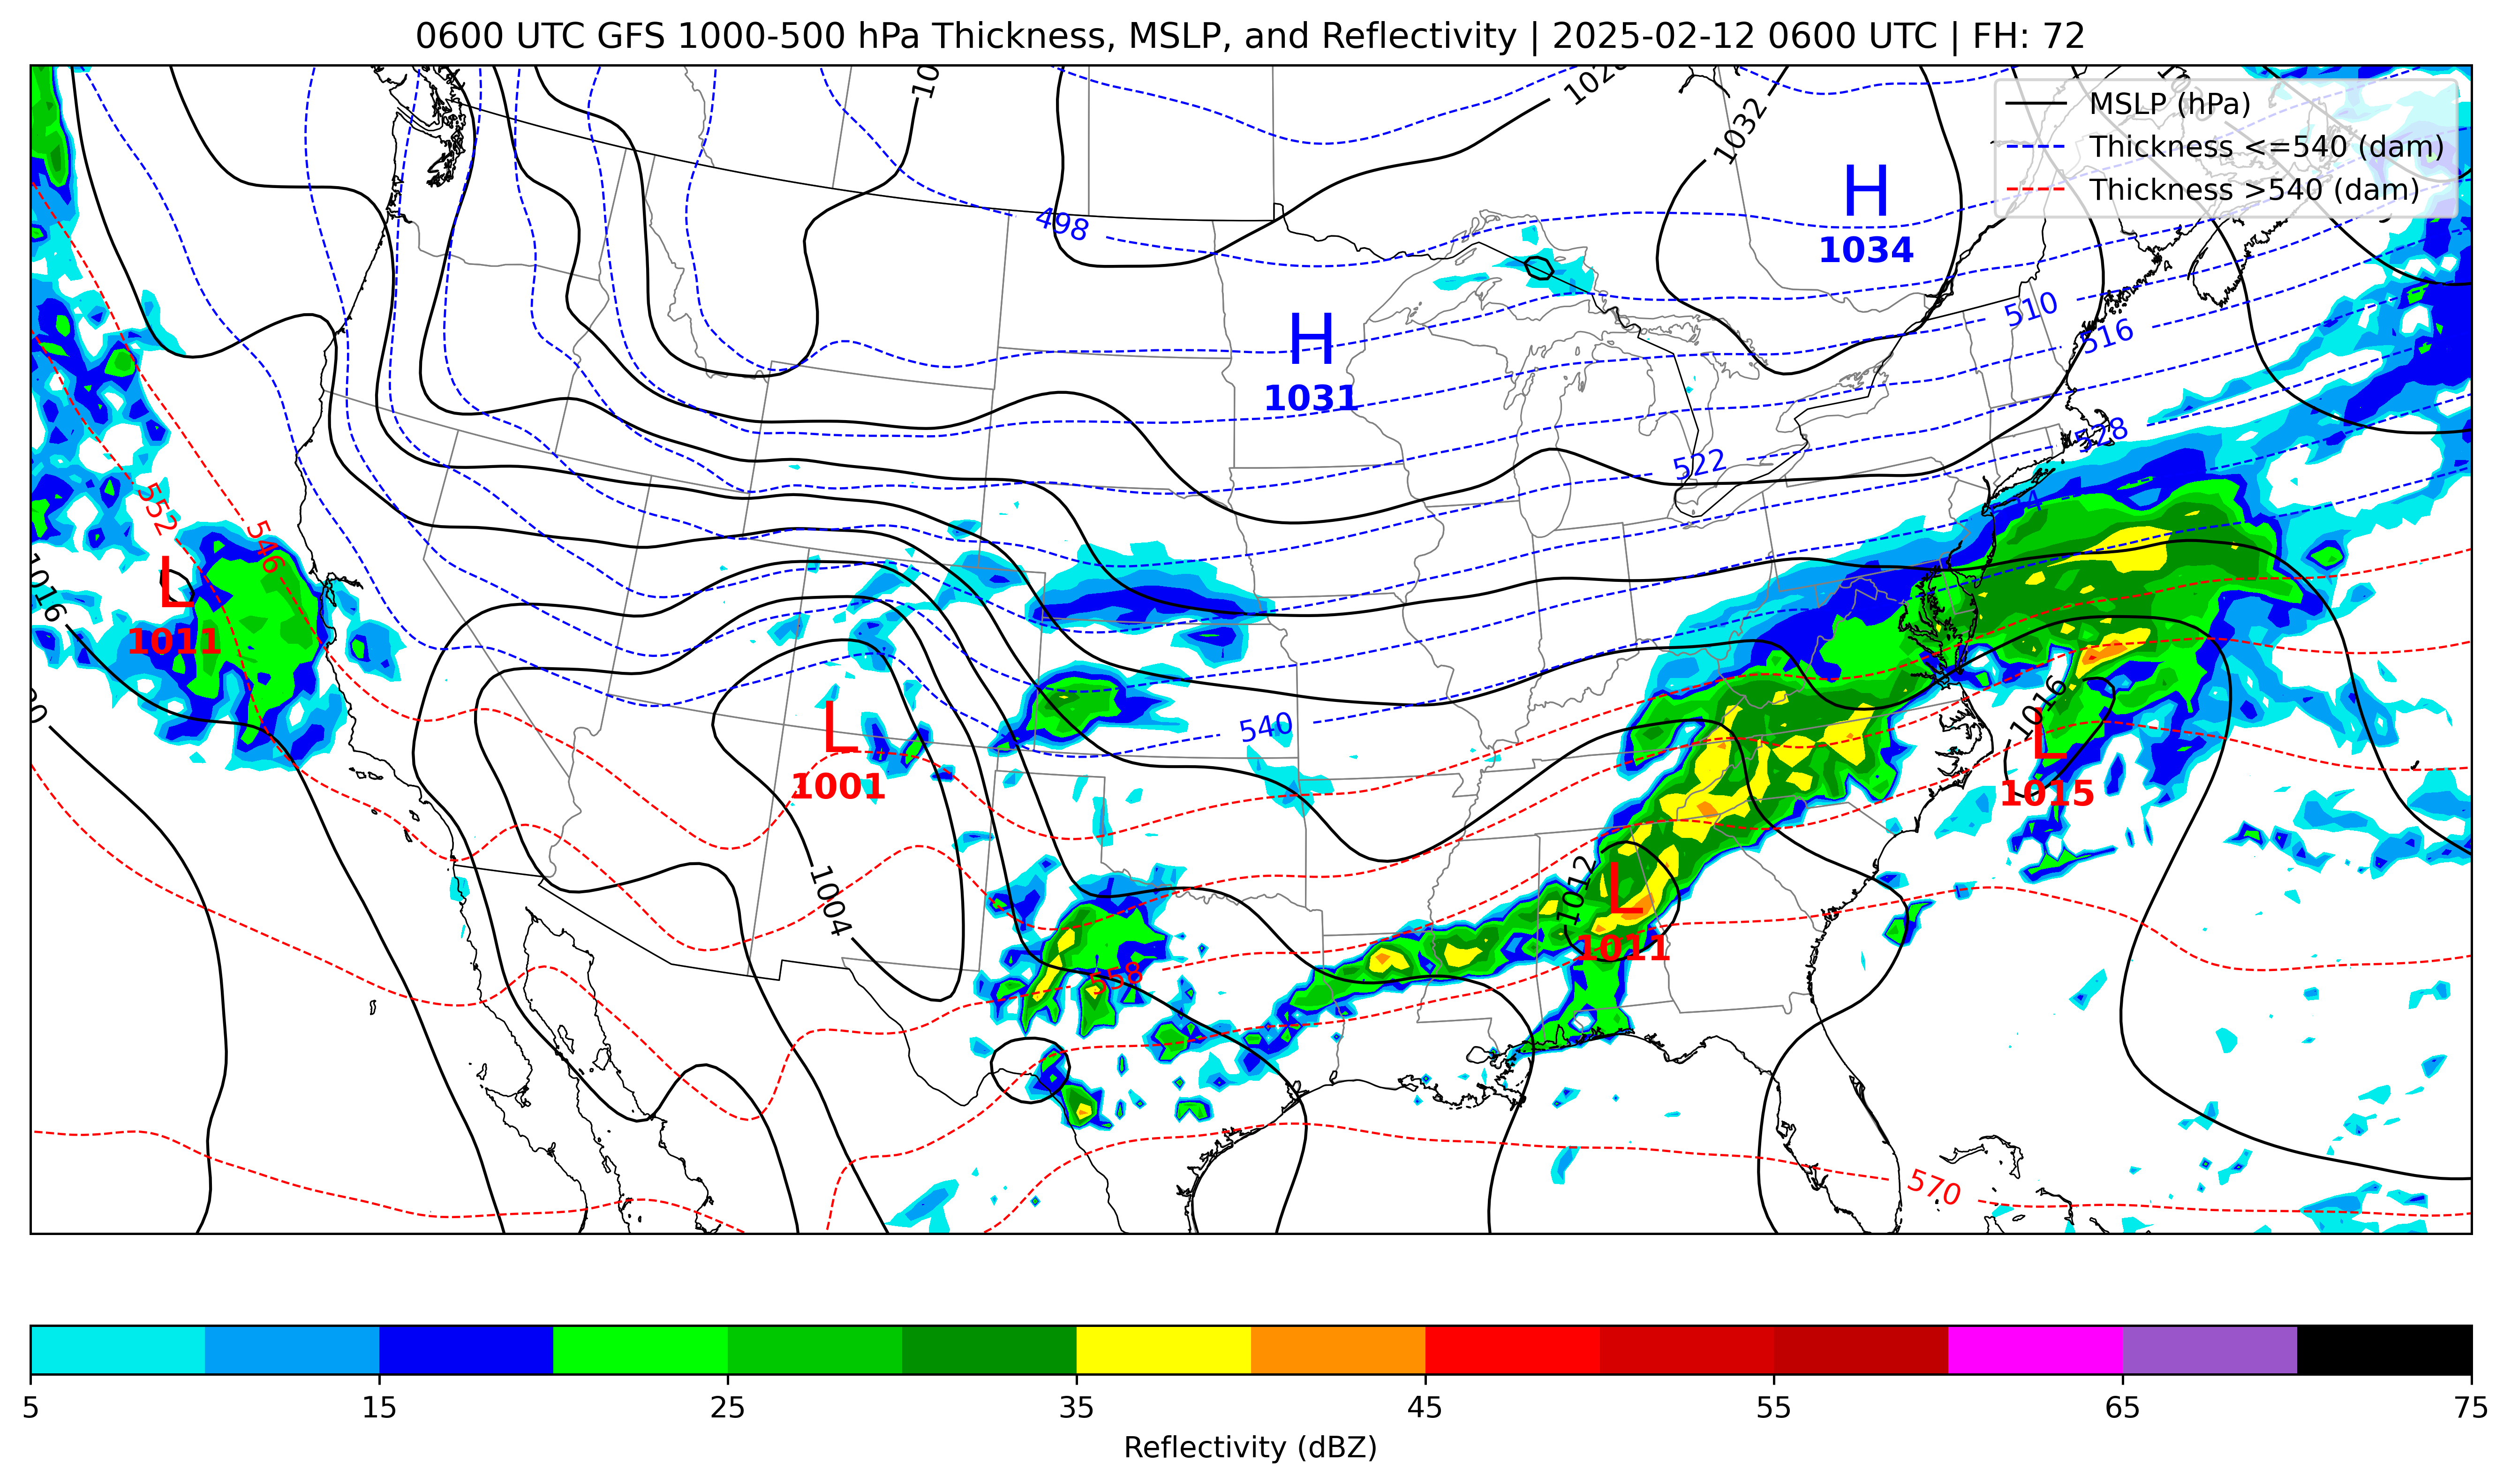 0600 UTC GFS 1000-500 hPa Thickness, MSLP, and Reflectivity | 2025-02-12 0600 UTC | FH: 72
MSLP (hPa)
Thickness <=540 (dam)
Thickness >540 (dam)
1032
H
1034
498
H
1031
510
516
528
522
552
546
L
1011
1016
540
L
1001
1016
L
1015
1004
1012
L
1011
558
570
5
15
25
35
45
55
65
75
Reflectivity (dBZ)